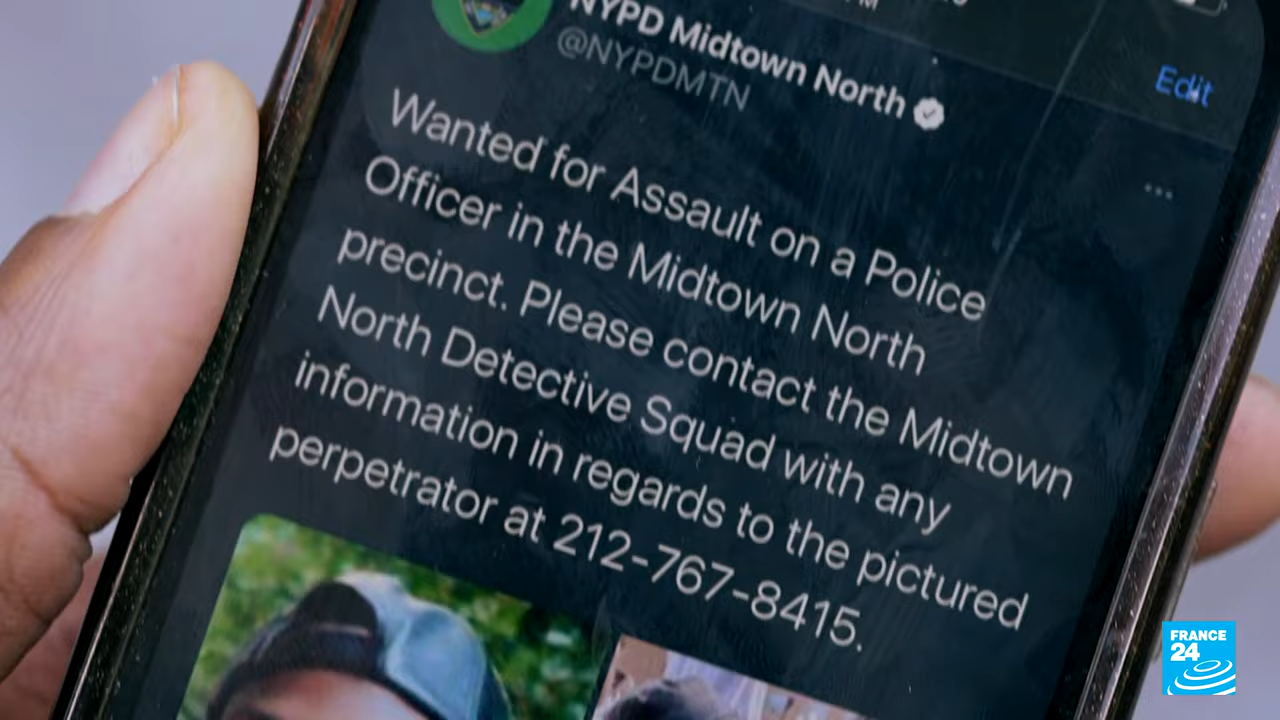 NYPD Midtown North
@NYPDMTN
Edit
Wanted for Assault on a Police
Officer in the Midtown North
precinct. Please contact the Midtown
North Detective Squad with any
information in regards to the pictured
perpetrator at 212-767-8415.
FRANCE
24